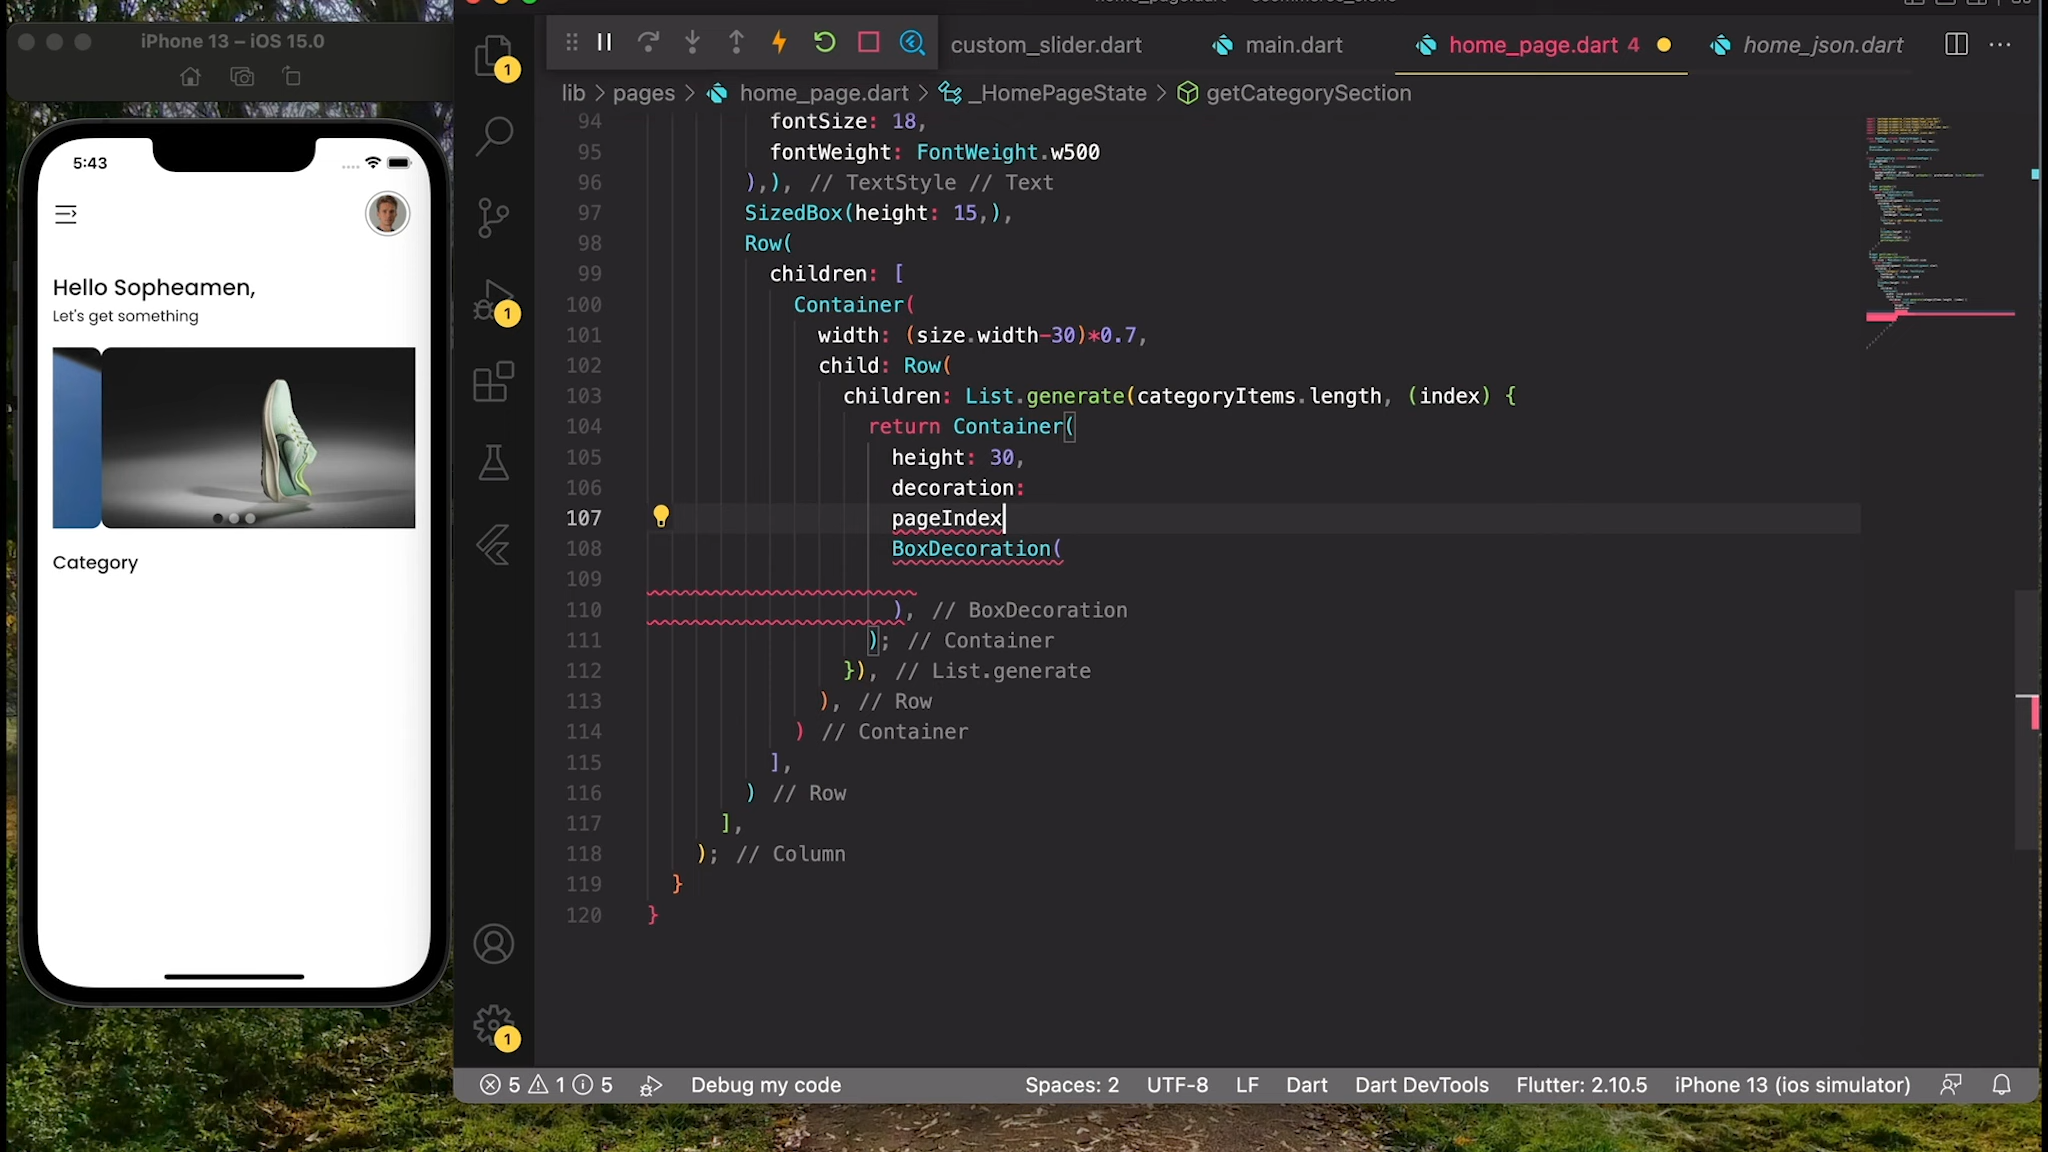 iPhone 13 – iOS 15.0
5:43
Hello Sopheamen,
Let's get something
Category
1
1
1
custom_slider.dart
main.dart
home_page.dart 4
home_json.dart
lib > pages > home_page.dart > _HomePageState > getCategorySection
94 fontSize: 18,
95 fontWeight: FontWeight.w500
96 ),), // TextStyle // Text
97 SizedBox(height: 15,),
98 Row(
99 children: [
100 Container(
101 width: (size.width-30)*0.7,
102 child: Row(
103 children: List.generate(categoryItems.length, (index) {
104 return Container(
105 height: 30,
106 decoration:
107 pageIndex
108 BoxDecoration(
109
110 ), // BoxDecoration
111 ); // Container
112 }), // List.generate
113 ), // Row
114 ) // Container
115 ],
116 ) // Row
117 ],
118 ); // Column
119 }
120 }
5 1 5 Debug my code Spaces: 2 UTF-8 LF Dart Dart DevTools Flutter: 2.10.5 iPhone 13 (ios simulator)